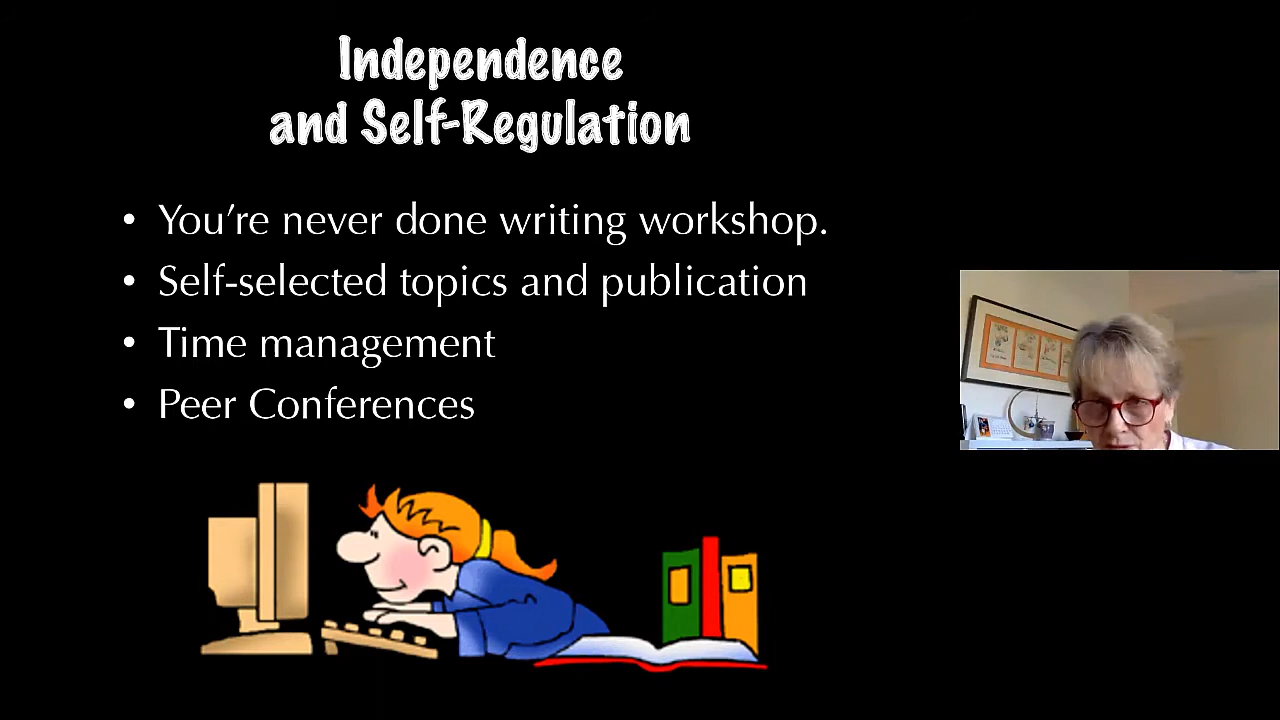 Independence
and Self-Regulation
• You're never done writing workshop.
• Self-selected topics and publication
• Time management
• Peer Conferences